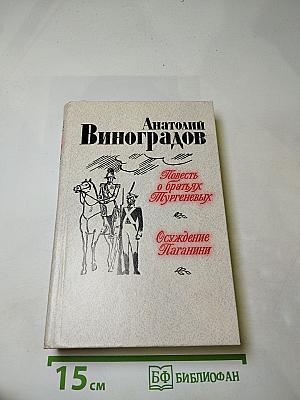 Анатолий
Виноградов
Повесть
о братьях
Тургеневых
Осуждение
Паганини
15 см
БФ БИБЛИОФАН